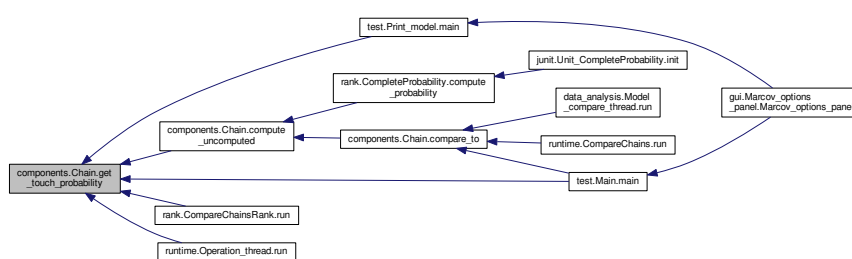 test.Print_model.main
junit.Unit_CompleteProbability.init
rank.CompleteProbability.compute
_probability
data_analysis.Model
_compare_thread.run
gui.Marcov_options
_panel.Marcov_options_panel
components.Chain.compute
_uncomputed
components.Chain.compare_to
runtime.CompareChains.run
components.Chain.get
_touch_probability
test.Main.main
rank.CompareChainsRank.run
runtime.Operation_thread.run